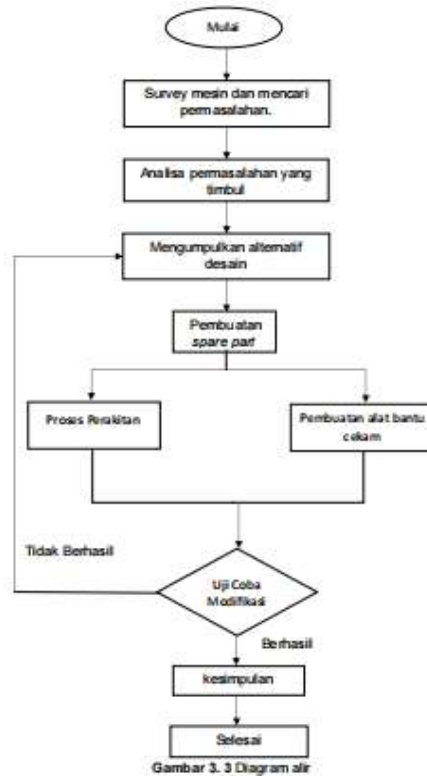 Mulai
Survey mesin dan mencari
permasalahan.
Analisa permasalahan yang
timbul
Mengumpulkan alternatif
desain
Pembuatan
spare part
Proses Perakitan
Pembuatan alat bantu
cekam
Tidak Berhasil
Uji Coba
Modifikasi
Berhasil
kesimpulan
Selesai
Gambar 3. 3 Diagram alir